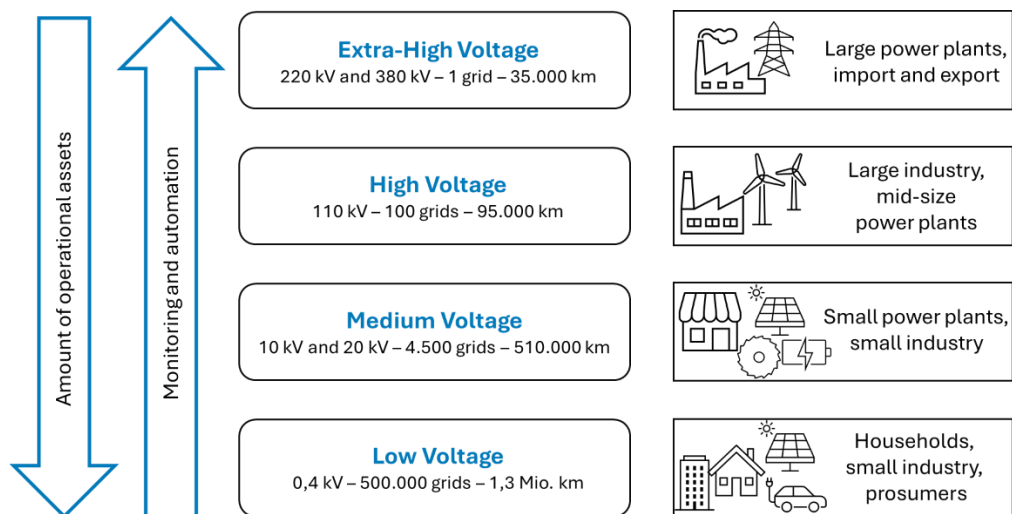 Amount of operational assets
Monitoring and automation
Extra-High Voltage
220 kV and 380 kV – 1 grid – 35.000 km
Large power plants,
import and export
High Voltage
110 kV – 100 grids – 95.000 km
Large industry,
mid-size
power plants
Medium Voltage
10 kV and 20 kV – 4.500 grids – 510.000 km
Small power plants,
small industry
Low Voltage
0,4 kV – 500.000 grids – 1,3 Mio. km
Households,
small industry,
prosumers